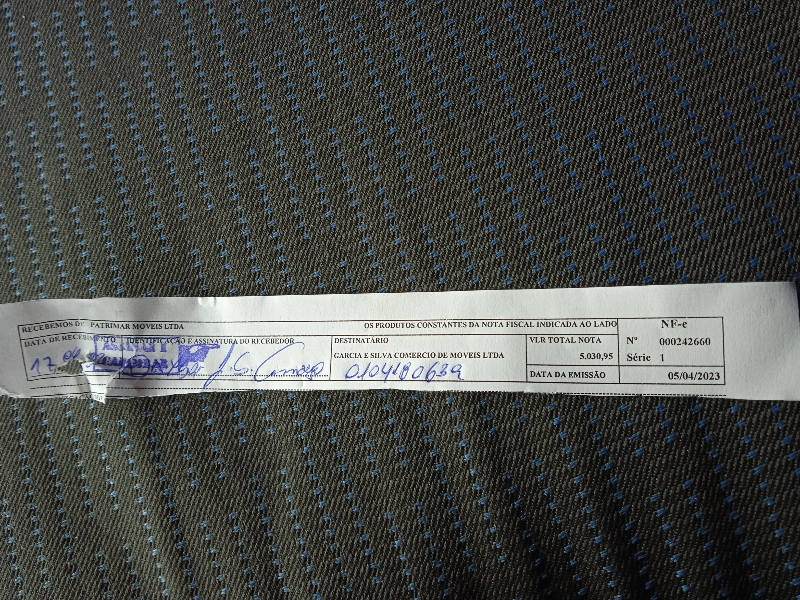 RECEBEMOS DE PATRIMAR MOVEIS LTDA OS PRODUTOS CONSTANTES DA NOTA FISCAL INDICADA AO LADO
NF-e
Nº 000242660
Série 1
DATA DE RECEBIMENTO IDENTIFICAÇÃO E ASSINATURA DO RECEBEDOR
17
DESTINATÁRIO
GARCIA E SILVA COMERCIO DE MOVEIS LTDA
0104180639
VLR TOTAL NOTA
5.030,95
DATA DA EMISSÃO
05/04/2023